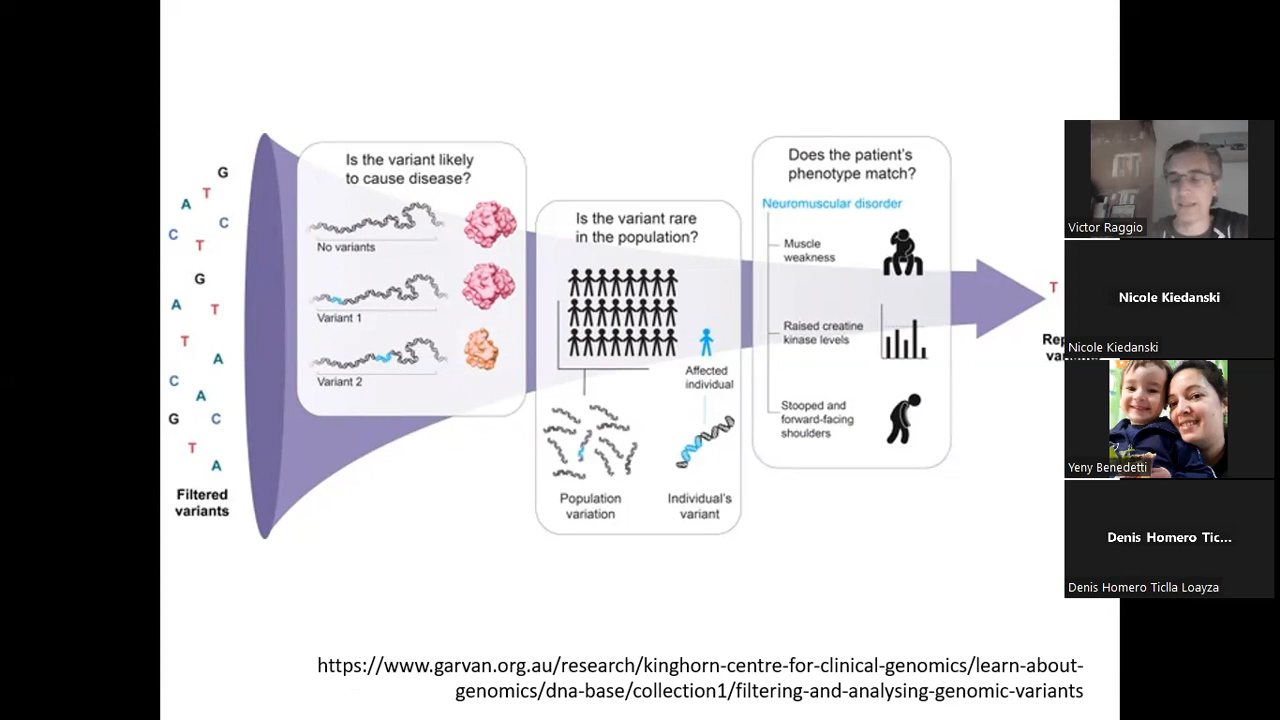 G
T
A
C
C
T
G
A
T
T
A
C
A
G
C
T
A
Filtered
variants
Is the variant likely
to cause disease?
No variants
Variant 1
Variant 2
Is the variant rare
in the population?
Affected
individual
Population
variation
Individual's
variant
Does the patient's
phenotype match?
Neuromuscular disorder
Muscle
weakness
Raised creatine
kinase levels
Stooped and
forward-facing
shoulders
T
https://www.garvan.org.au/research/kinghorn-centre-for-clinical-genomics/learn-about-
genomics/dna-base/collection1/filtering-and-analysing-genomic-variants
Victor Raggio
Nicole Kiedanski
Nicole Kiedanski
Yeny Benedetti
Denis Homero Tic...
Denis Homero Ticlla Loayza